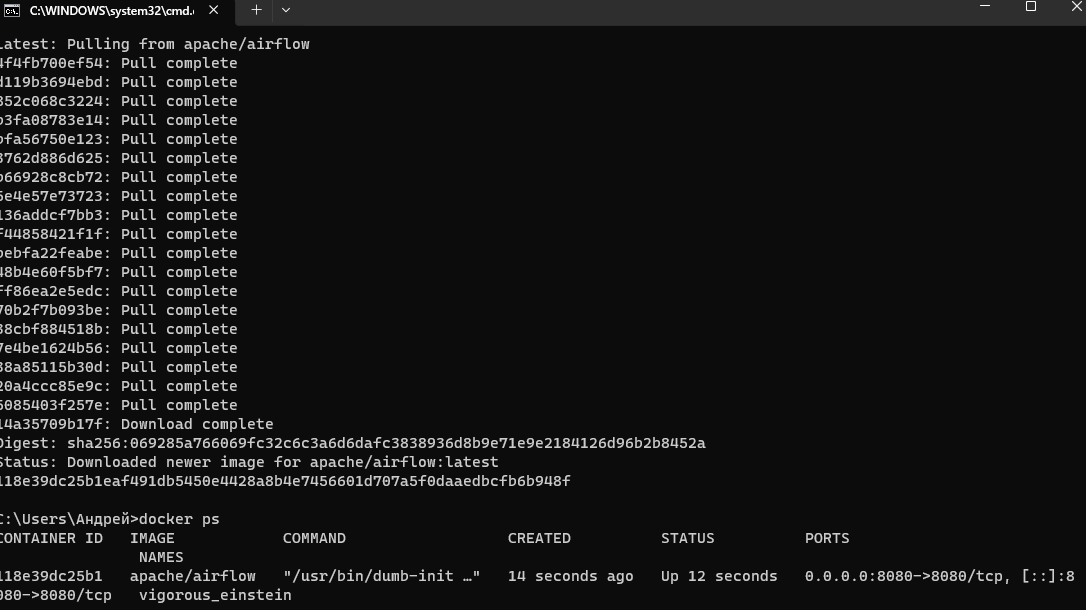 C:\WINDOWS\system32\cmd.
Latest: Pulling from apache/airflow
4f4fb700ef54: Pull complete
d119b3694ebd: Pull complete
852c068c3224: Pull complete
b3fa08783e14: Pull complete
bfa56750e123: Pull complete
3762d886d625: Pull complete
b66928c8cb72: Pull complete
6e4e57e73723: Pull complete
136addcf7bb3: Pull complete
f44858421f1f: Pull complete
bebfa22feabe: Pull complete
48b4e60f5bf7: Pull complete
ff86ea2e5edc: Pull complete
70b2f7b093be: Pull complete
38cbf884518b: Pull complete
7e4be1624b56: Pull complete
38a85115b30d: Pull complete
20a4ccc85e9c: Pull complete
6085403f257e: Pull complete
14a35709b17f: Download complete
Digest: sha256:069285a766069fc32c6c3a6d6dafc3838936d8b9e71e9e2184126d96b2b8452a
Status: Downloaded newer image for apache/airflow:latest
118e39dc25b1eaf491db5450e4428a8b4e7456601d707a5f0daaedbcfb6b948f
C:\Users\Андрей>docker ps
CONTAINER ID IMAGE COMMAND CREATED STATUS PORTS
NAMES
118e39dc25b1 apache/airflow "/usr/bin/dumb-init …" 14 seconds ago Up 12 seconds 0.0.0.0:8080->8080/tcp, [::]:8
080->8080/tcp vigorous_einstein